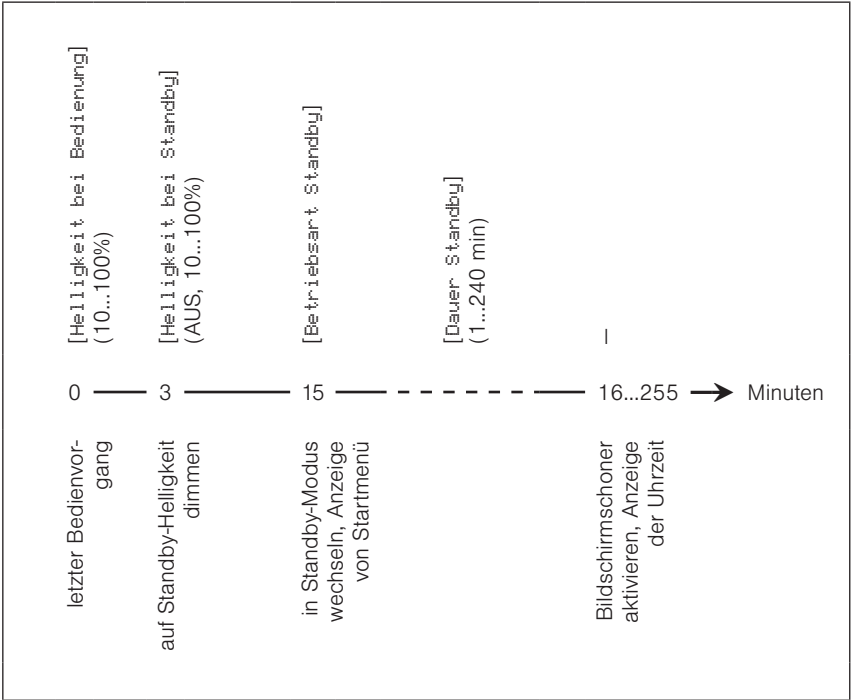 [Helligkeit bei Bedienung]
(10...100%)
[Helligkeit bei Standby]
(AUS, 10...100%)
[Betriebsart Standby]
[Dauer Standby]
(1...240 min)
–
0
3
15
16...255
Minuten
letzter Bedienvor-
gang
auf Standby-Helligkeit
dimmen
in Standby-Modus
wechseln, Anzeige
von Startmenü
Bildschirmschoner
aktivieren, Anzeige
der Uhrzeit